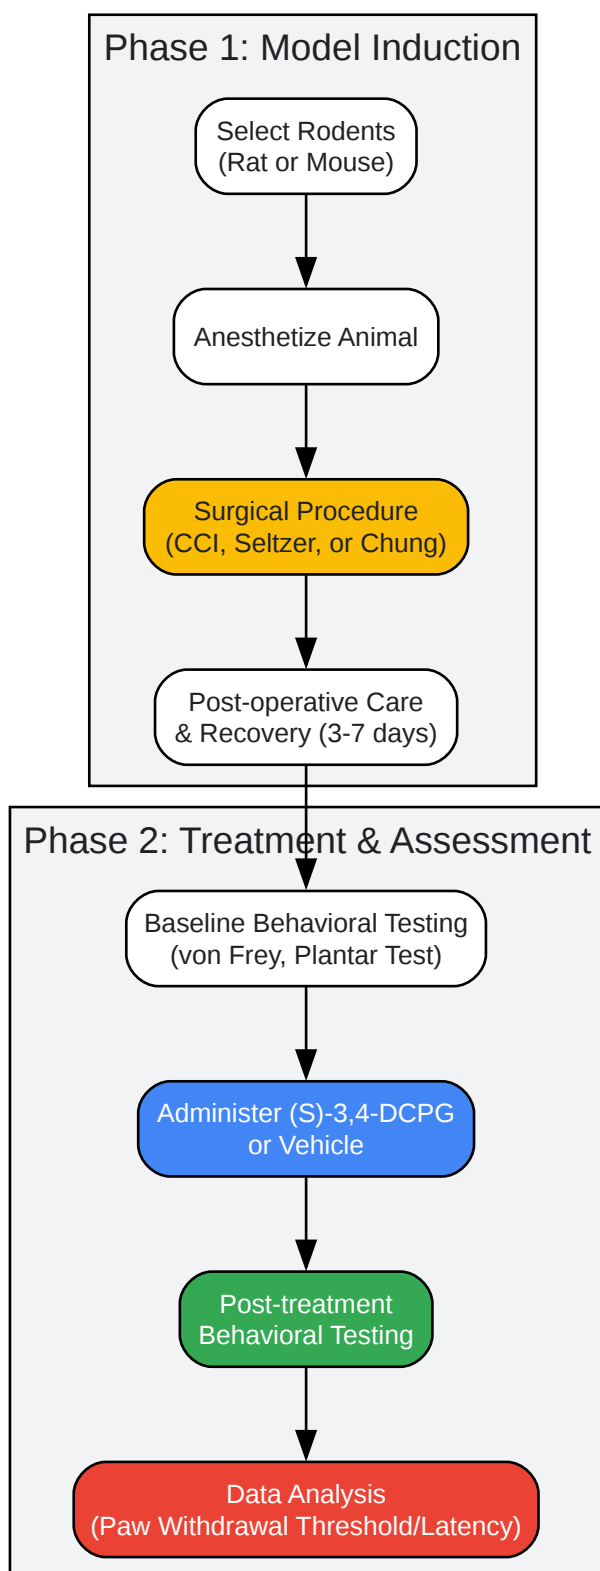 Phase 1: Model Induction
Select Rodents
(Rat or Mouse)
Anesthetize Animal
Surgical Procedure
(CCI, Seltzer, or Chung)
Post-operative Care
& Recovery (3-7 days)
Phase 2: Treatment & Assessment
Baseline Behavioral Testing
(von Frey, Plantar Test)
Administer (S)-3,4-DCPG
or Vehicle
Post-treatment
Behavioral Testing
Data Analysis
(Paw Withdrawal Threshold/Latency)